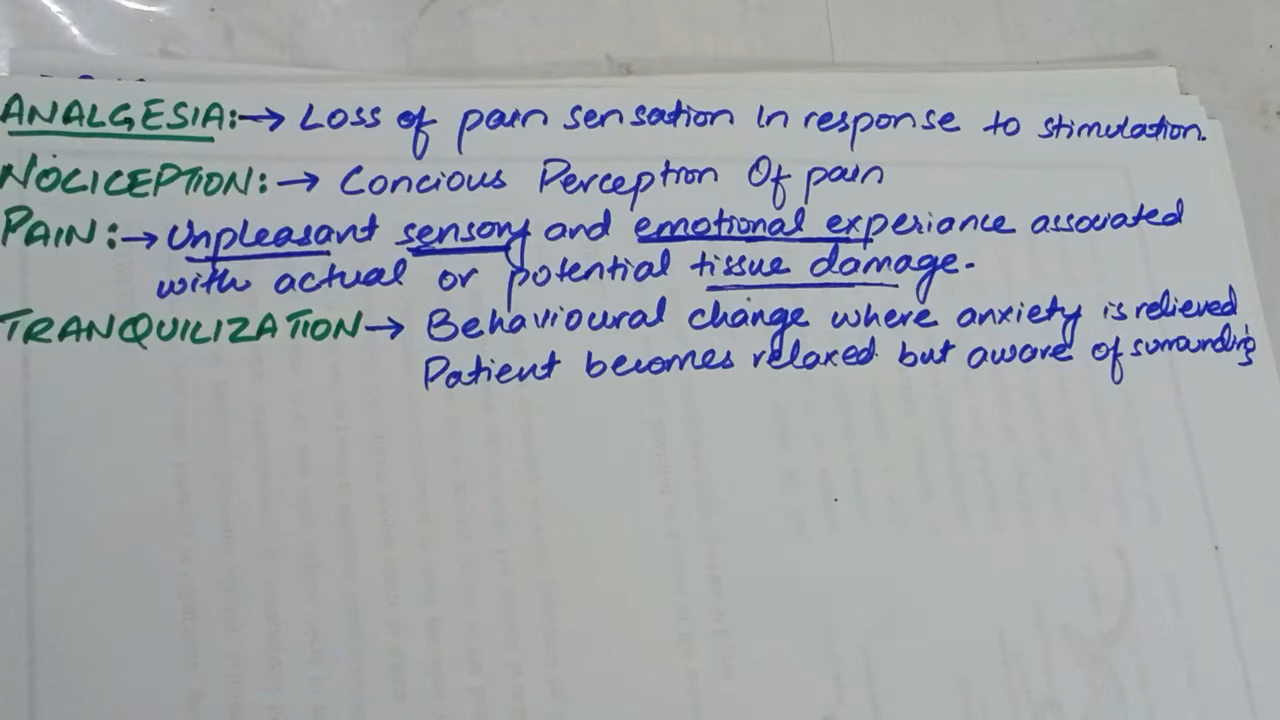 ANALGESIA:→ Loss of pain sensation in response to stimulation.
NOCICEPTION:→ Concious Perception Of pain
PAIN:→ Unpleasant sensory and emotional experiance associated
with actual or potential tissue damage.
TRANQUILIZATION→ Behavioural change where anxiety is relieved
Patient becomes relaxed but aware of surrounding